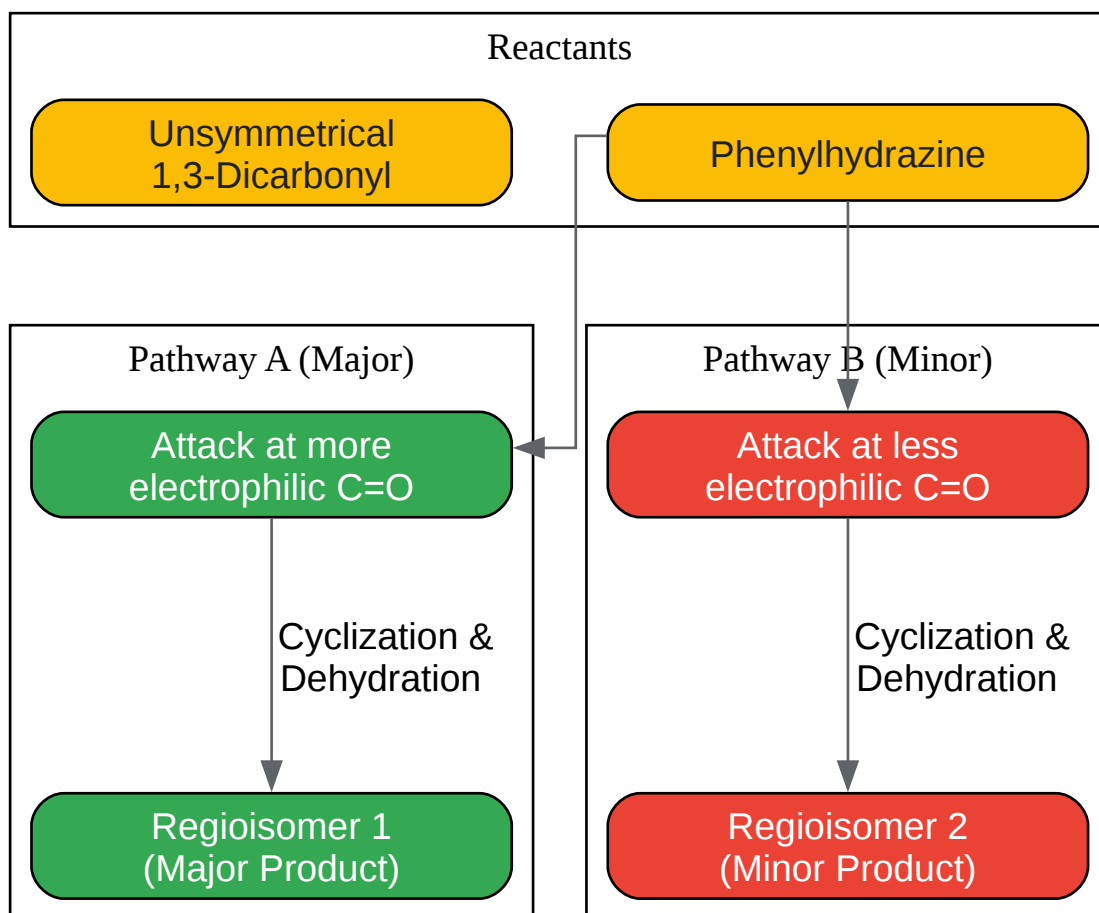 Reactants
Unsymmetrical
1,3-Dicarbonyl
Phenylhydrazine
Pathway A (Major)
Attack at more
electrophilic C=O
Cyclization &
Dehydration
Regioisomer 1
(Major Product)
Pathway B (Minor)
Attack at less
electrophilic C=O
Cyclization &
Dehydration
Regioisomer 2
(Minor Product)